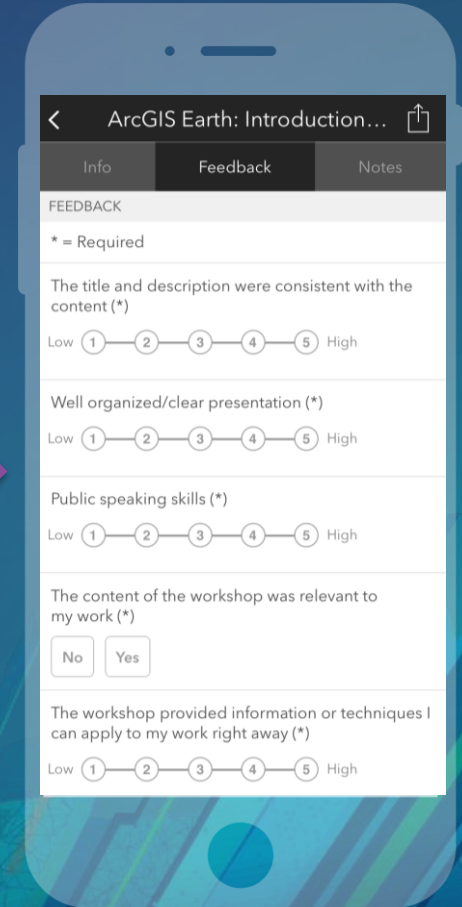 ArcGIS Earth: Introduction...
Info Feedback Notes
FEEDBACK
* = Required
The title and description were consistent with the
content (*)
Low 1 2 3 4 5 High
Well organized/clear presentation (*)
Low 1 2 3 4 5 High
Public speaking skills (*)
Low 1 2 3 4 5 High
The content of the workshop was relevant to
my work (*)
No Yes
The workshop provided information or techniques I
can apply to my work right away (*)
Low 1 2 3 4 5 High